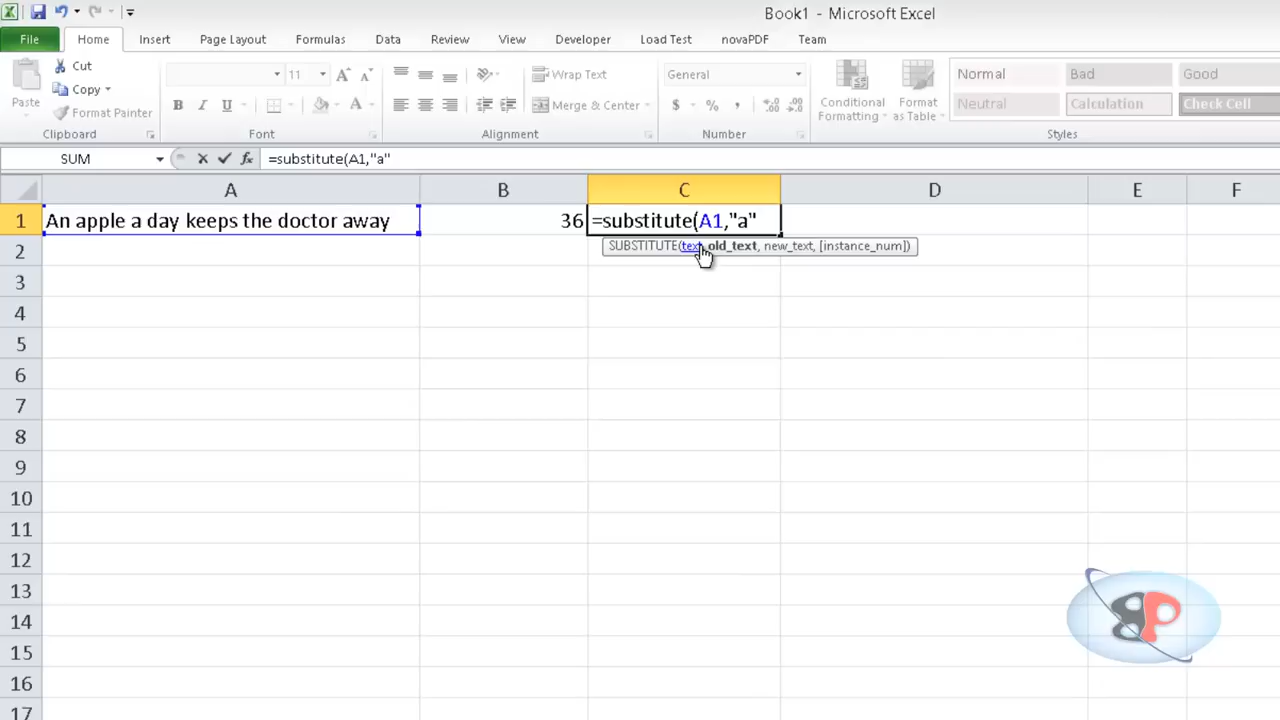 Book1 - Microsoft Excel
File Home Insert Page Layout Formulas Data Review View Developer Load Test novaPDF Team
Paste
Cut
Copy
Format Painter
Clipboard
11 A A
B I U A
Font
Wrap Text
Merge & Center
Alignment
General
$ % ,
Number
Conditional
Formatting
Format
as Table
Normal Bad Good
Neutral Calculation Check Cell
Styles
SUM fx =substitute(A1,"a"
A B C D E F
1 An apple a day keeps the doctor away 36 =substitute(A1,"a"
SUBSTITUTE(text, old_text, new_text, [instance_num])
2
3
4
5
6
7
8
9
10
11
12
13
14
15
16
17